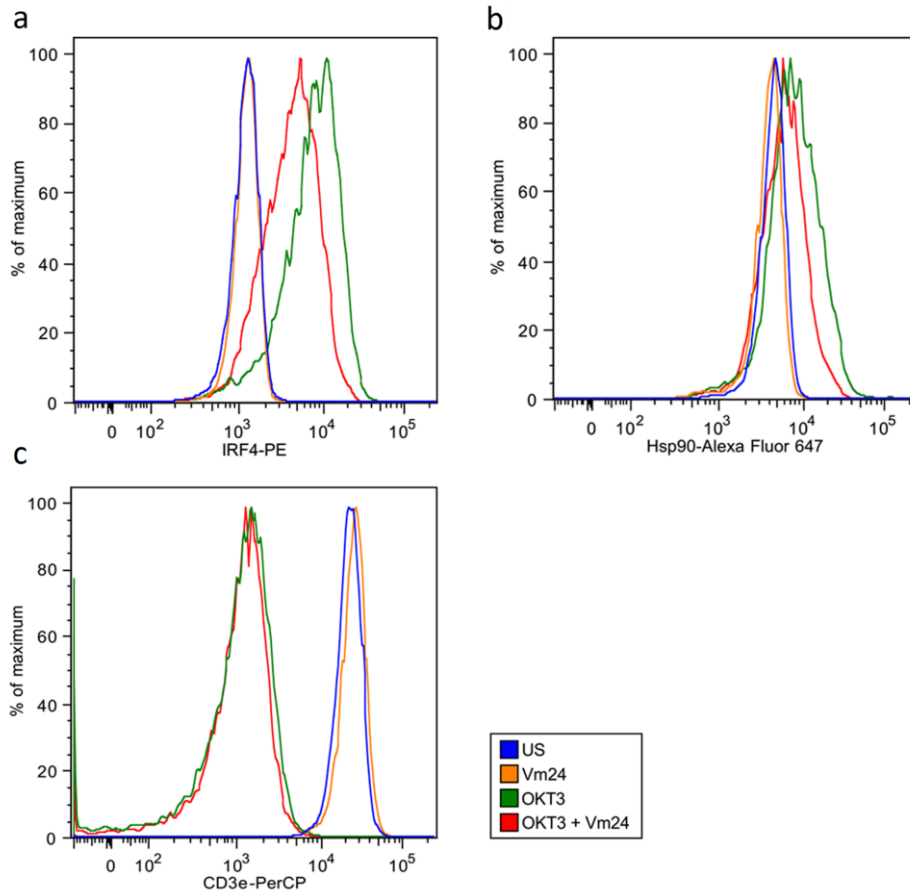 a
100
80
60
40
20
0
% of maximum
0 10² 10³ 10⁴ 10⁵
IRF4-PE
b
100
80
60
40
20
0
% of maximum
0 10² 10³ 10⁴ 10⁵
Hsp90-Alexa Fluor 647
c
100
80
60
40
20
0
% of maximum
0 10² 10³ 10⁴ 10⁵
CD3e-PerCP
US
Vm24
OKT3
OKT3 + Vm24